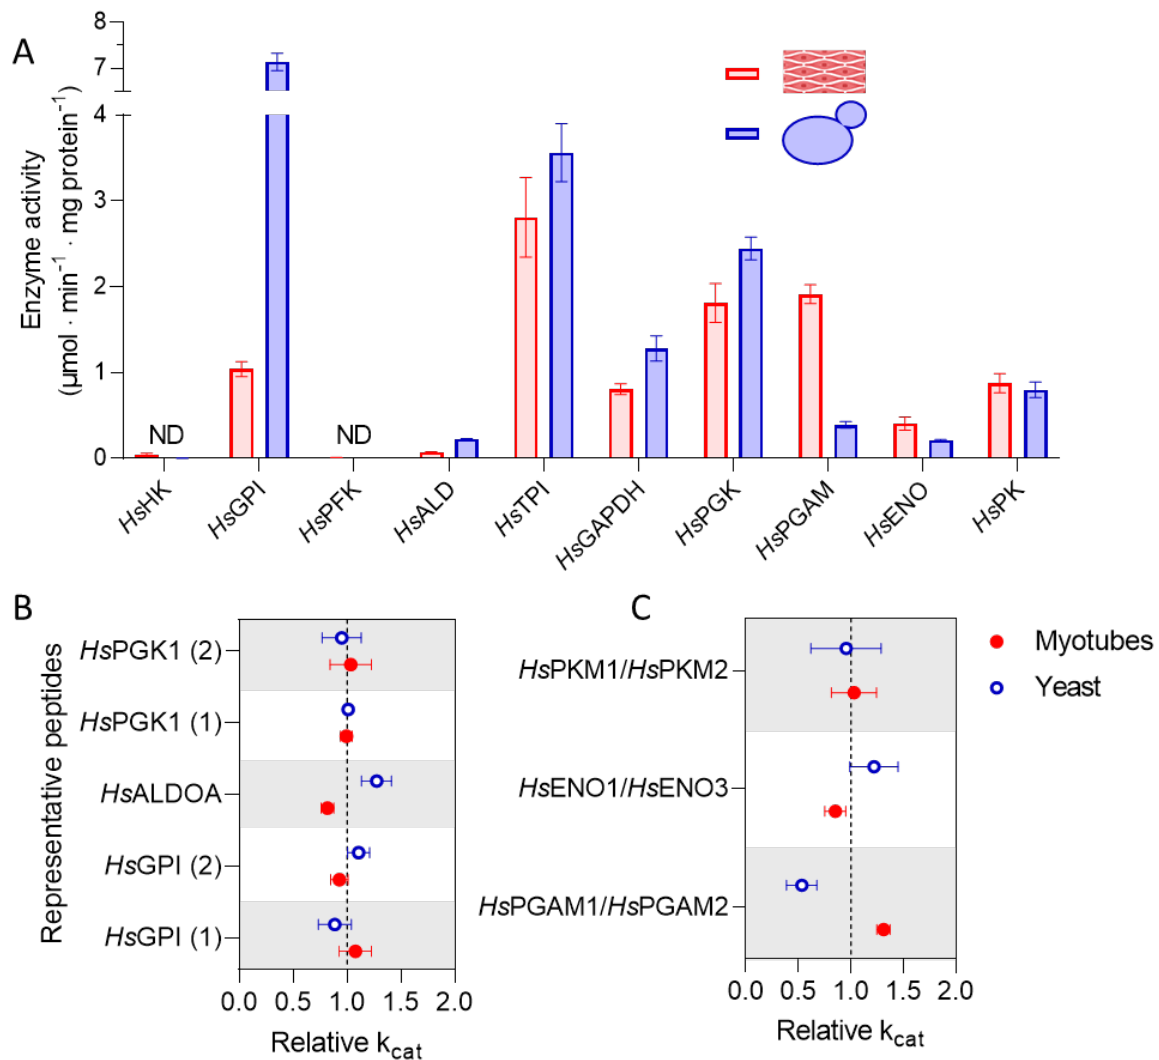 A
8
7
4
3
2
1
0
Enzyme activity
(µmol · min⁻¹ · mg protein⁻¹)
ND
ND
HsHK
HsGPI
HsPFK
HsALD
HsTPI
HsGAPDH
HsPGK
HsPGAM
HsENO
HsPK
B
Representative peptides
HsPGK1 (2)
HsPGK1 (1)
HsALDOA
HsGPI (2)
HsGPI (1)
0.0 0.5 1.0 1.5 2.0
Relative kcat
C
HsPKM1/HsPKM2
HsENO1/HsENO3
HsPGAM1/HsPGAM2
0.0 0.5 1.0 1.5 2.0
Relative kcat
Myotubes
Yeast